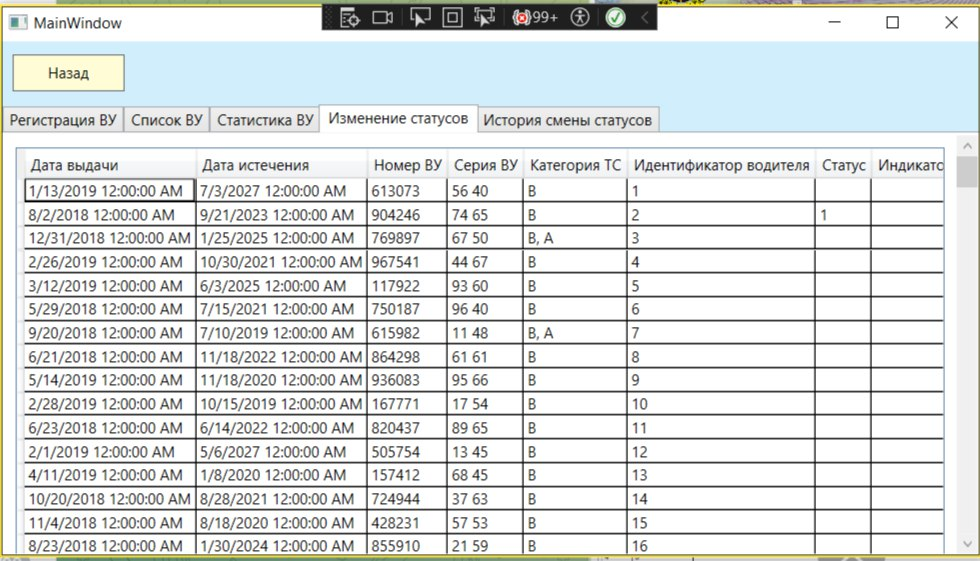 MainWindow
99+
Назад
Регистрация ВУ Список ВУ Статистика ВУ Изменение статусов История смены статусов
Дата выдачи Дата истечения Номер ВУ Серия ВУ Категория ТС Идентификатор водителя Статус Индикато
1/13/2019 12:00:00 AM 7/3/2027 12:00:00 AM 613073 56 40 B 1
8/2/2018 12:00:00 AM 9/21/2023 12:00:00 AM 904246 74 65 B 2 1
12/31/2018 12:00:00 AM 1/25/2025 12:00:00 AM 769897 67 50 B, A 3
2/26/2019 12:00:00 AM 10/30/2021 12:00:00 AM 967541 44 67 B 4
3/12/2019 12:00:00 AM 6/3/2025 12:00:00 AM 117922 93 60 B 5
5/29/2018 12:00:00 AM 7/15/2021 12:00:00 AM 750187 96 40 B 6
9/20/2018 12:00:00 AM 7/10/2019 12:00:00 AM 615982 11 48 B, A 7
6/21/2018 12:00:00 AM 11/18/2022 12:00:00 AM 864298 61 61 B 8
5/14/2019 12:00:00 AM 11/18/2020 12:00:00 AM 936083 95 66 B 9
2/28/2019 12:00:00 AM 10/15/2019 12:00:00 AM 167771 17 54 B 10
6/23/2018 12:00:00 AM 6/14/2022 12:00:00 AM 820437 89 65 B 11
2/1/2019 12:00:00 AM 5/6/2027 12:00:00 AM 505754 13 45 B 12
4/11/2019 12:00:00 AM 1/8/2020 12:00:00 AM 157412 68 45 B 13
10/20/2018 12:00:00 AM 8/28/2021 12:00:00 AM 724944 37 63 B 14
11/4/2018 12:00:00 AM 8/18/2020 12:00:00 AM 428231 57 53 B 15
8/23/2018 12:00:00 AM 1/30/2024 12:00:00 AM 855910 21 59 B 16